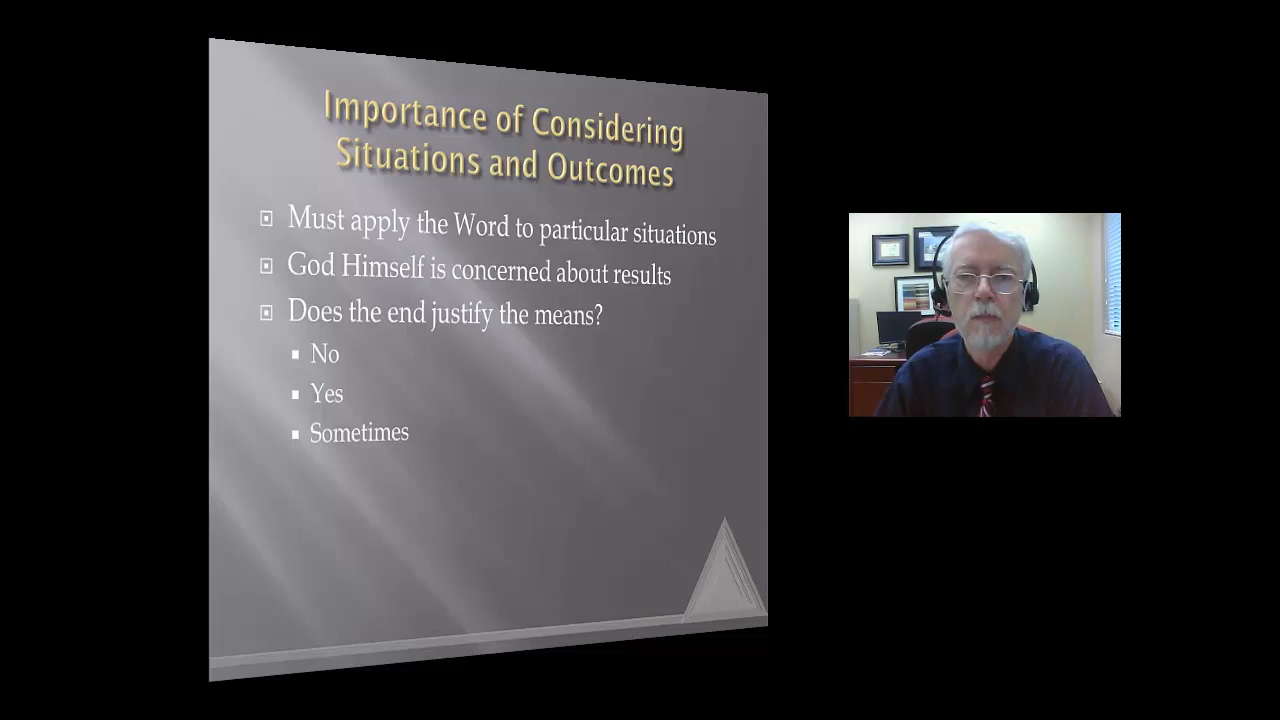 Importance of Considering
Situations and Outcomes
Must apply the Word to particular situations
God Himself is concerned about results
Does the end justify the means?
No
Yes
Sometimes